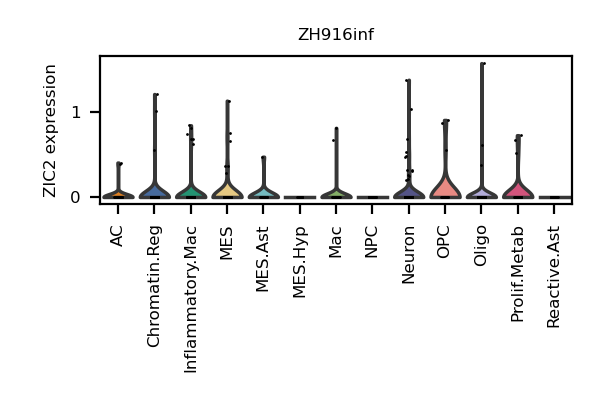 ZH916inf
ZIC2 expression
1
0
AC
Chromatin.Reg
Inflammatory.Mac
MES
MES.Ast
MES.Hyp
Mac
NPC
Neuron
OPC
Oligo
Prolif.Metab
Reactive.Ast